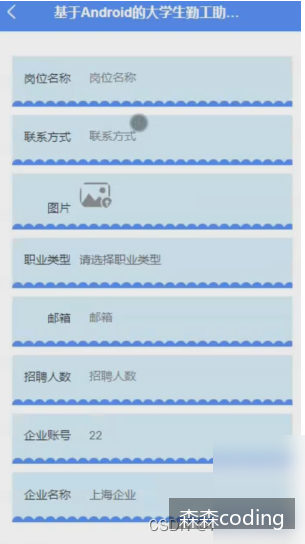 基于Android的大学生勤工助...
岗位名称 岗位名称
联系方式 联系方式
图片
职业类型 请选择职业类型
邮箱 邮箱
招聘人数 招聘人数
企业账号 22
企业名称 上海企业
森森coding